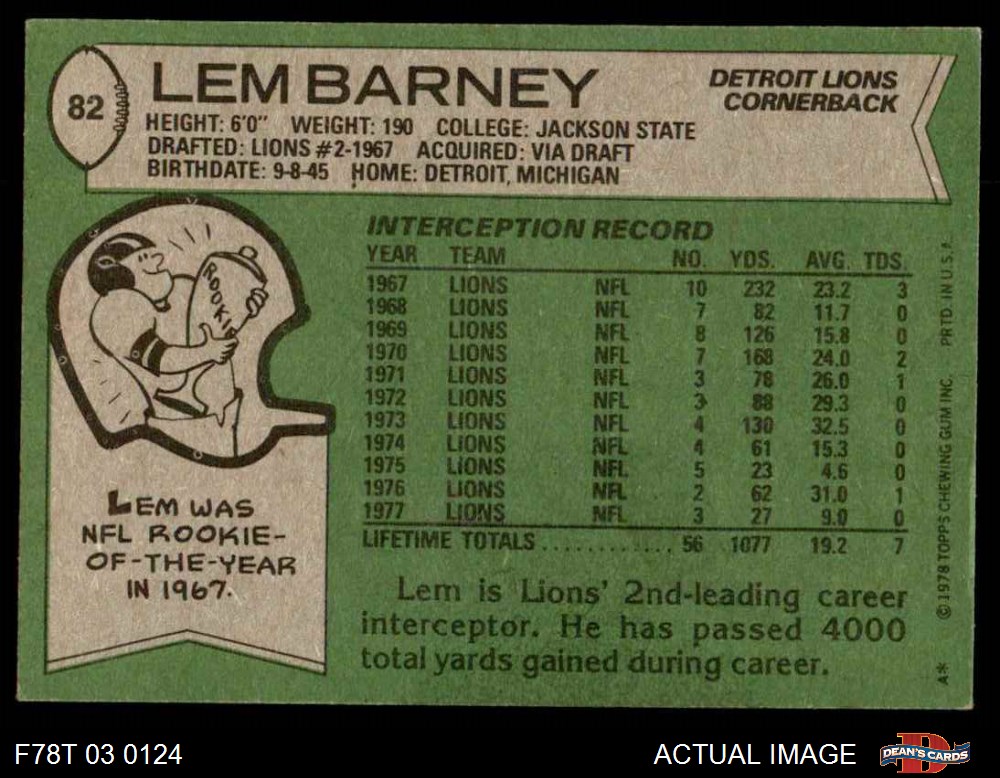 82
LEM BARNEY
DETROIT LIONS
CORNERBACK
HEIGHT: 6'0" WEIGHT: 190 COLLEGE: JACKSON STATE
DRAFTED: LIONS #2-1967 ACQUIRED: VIA DRAFT
BIRTHDATE: 9-8-45 HOME: DETROIT, MICHIGAN
ROOKIE
LEM WAS
NFL ROOKIE-
OF-THE-YEAR
IN 1967.
INTERCEPTION RECORD
YEAR TEAM NO. YDS. AVG. TDS.
1967 LIONS NFL 10 232 23.2 3
1968 LIONS NFL 7 82 11.7 0
1969 LIONS NFL 8 126 15.8 0
1970 LIONS NFL 7 168 24.0 2
1971 LIONS NFL 3 78 26.0 1
1972 LIONS NFL 3 88 29.3 0
1973 LIONS NFL 4 130 32.5 0
1974 LIONS NFL 4 61 15.3 0
1975 LIONS NFL 5 23 4.6 0
1976 LIONS NFL 2 62 31.0 1
1977 LIONS NFL 3 27 9.0 0
LIFETIME TOTALS............ 56 1077 19.2 7
Lem is Lions' 2nd-leading career
interceptor. He has passed 4000
total yards gained during career.
A* © 1978 TOPPS CHEWING GUM INC. PRTD. IN U.S.A.
F78T 03 0124
ACTUAL IMAGE
D
DEAN'S CARDS